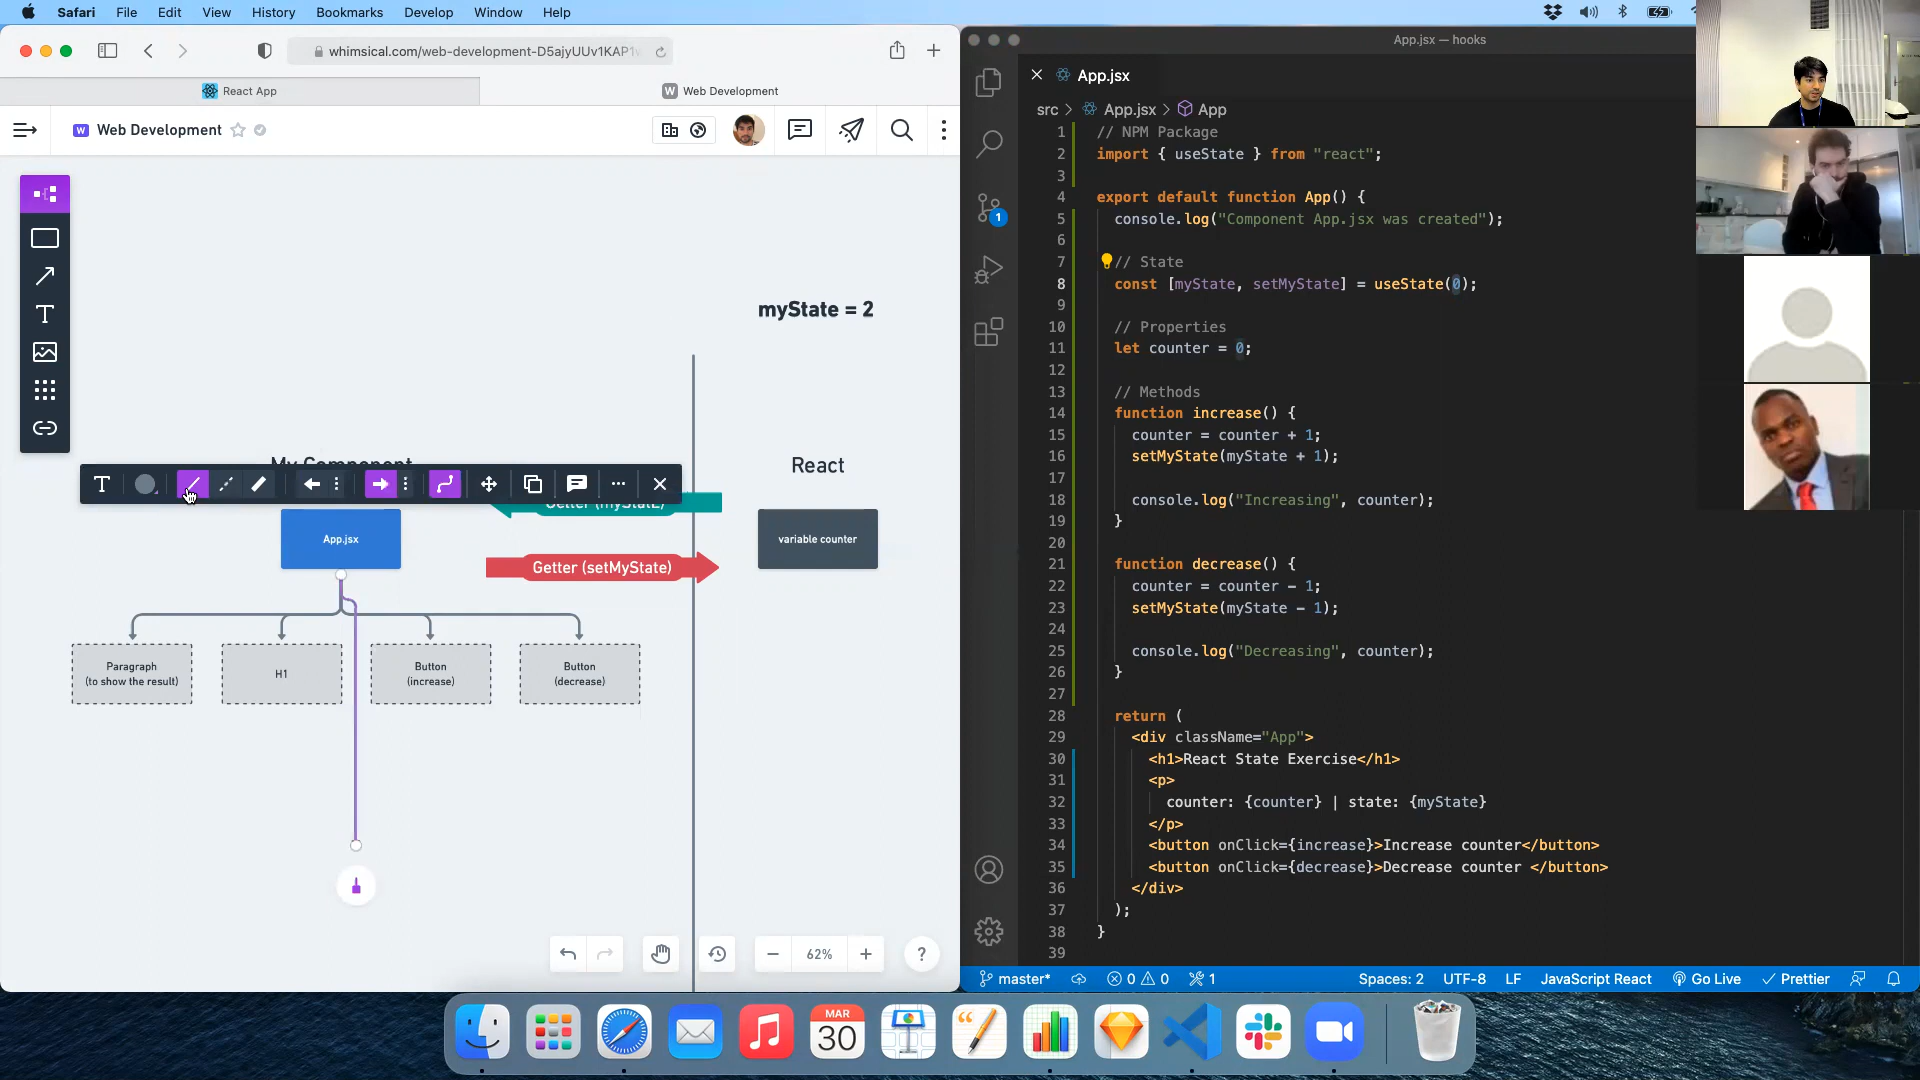 Safari File Edit View History Bookmarks Develop Window Help
whimsical.com/web-development-D5ajyUUv1KAP1
React App
Web Development
W Web Development
myState = 2
My Component
React
Getter (myState)
App.jsx
variable counter
Getter (setMyState)
Paragraph
(to show the result)
H1
Button
(increase)
Button
(decrease)
62%
?
App.jsx — hooks
App.jsx
src > App.jsx > App
1 // NPM Package
2 import { useState } from "react";
3
4 export default function App() {
5 console.log("Component App.jsx was created");
6
7 // State
8 const [myState, setMyState] = useState(0);
9
10 // Properties
11 let counter = 0;
12
13 // Methods
14 function increase() {
15 counter = counter + 1;
16 setMyState(myState + 1);
17
18 console.log("Increasing", counter);
19 }
20
21 function decrease() {
22 counter = counter - 1;
23 setMyState(myState - 1);
24
25 console.log("Decreasing", counter);
26 }
27
28 return (
29 <div className="App">
30 <h1>React State Exercise</h1>
31 <p>
32 counter: {counter} | state: {myState}
33 </p>
34 <button onClick={increase}>Increase counter</button>
35 <button onClick={decrease}>Decrease counter </button>
36 </div>
37 );
38 }
39
1
master* 0 0 1 Spaces: 2 UTF-8 LF JavaScript React Go Live Prettier
MAR
30